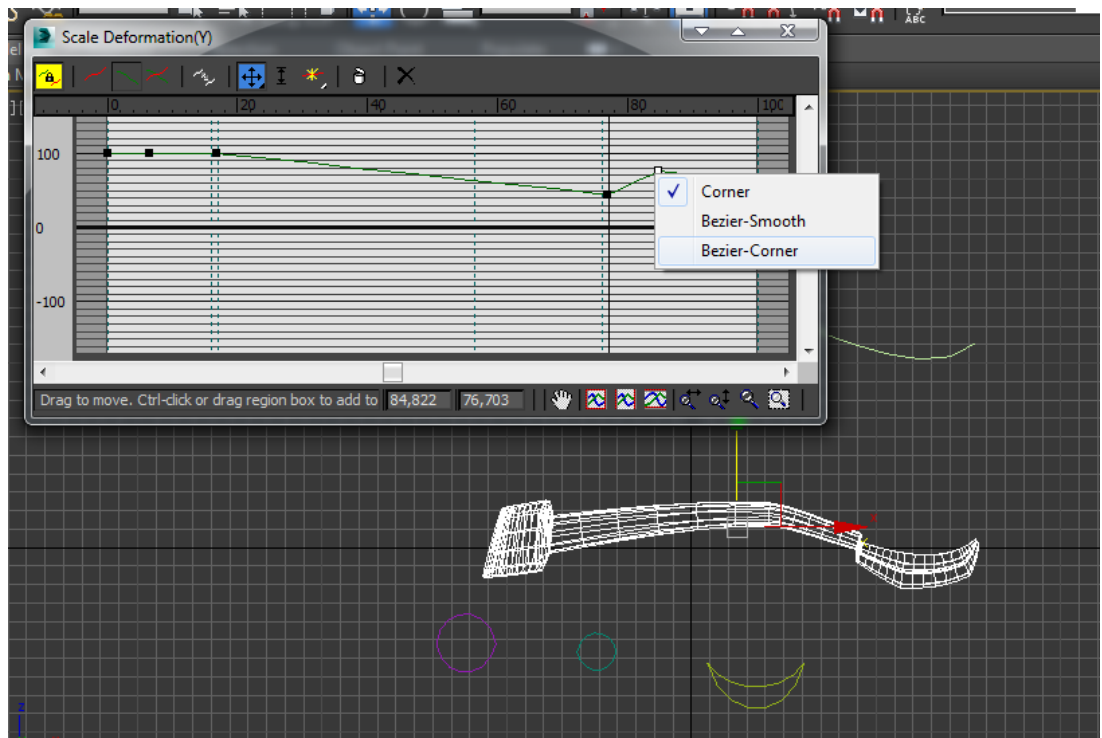 ABC
Scale Deformation(Y)
0 20 40 60 80 100
100
0
-100
Corner
Bezier-Smooth
Bezier-Corner
Drag to move. Ctrl-click or drag region box to add to 84,822 76,703
x
z